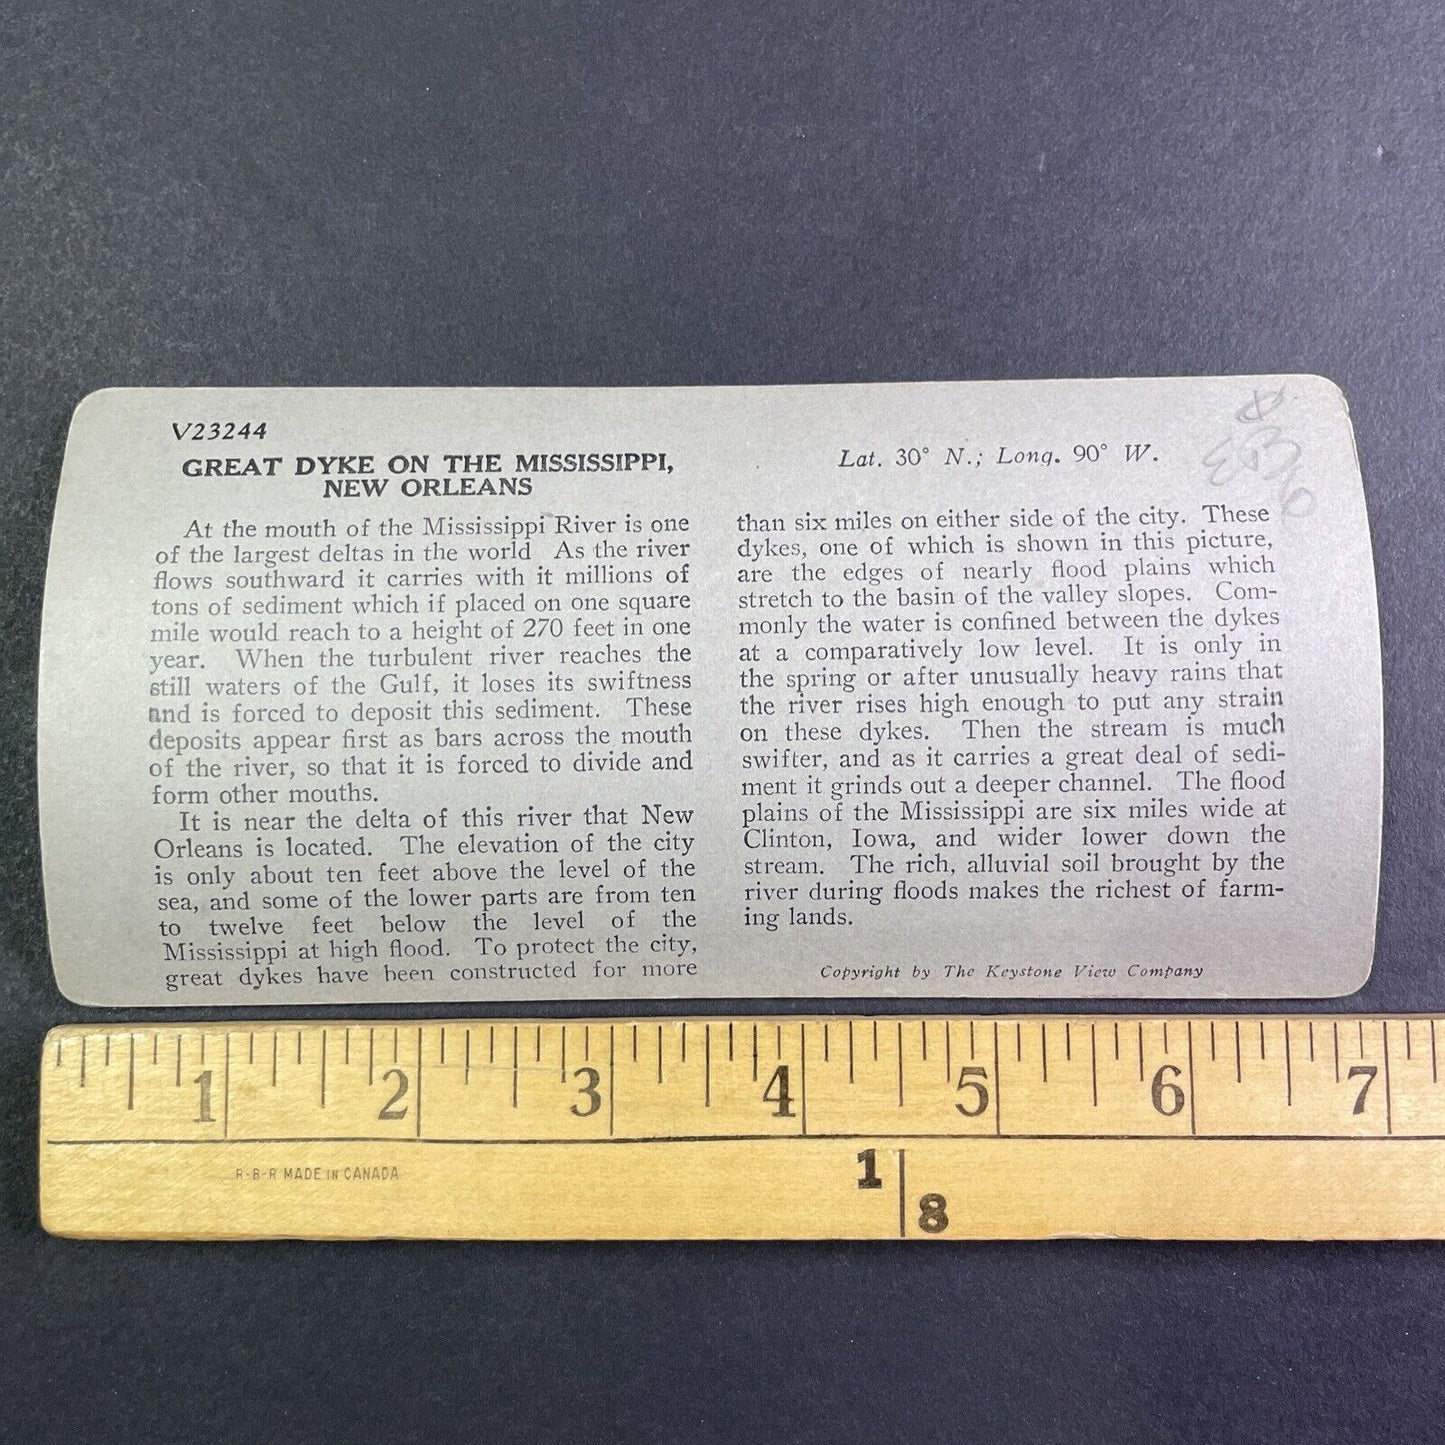 V23244
GREAT DYKE ON THE MISSISSIPPI,
NEW ORLEANS
At the mouth of the Mississippi River is one
of the largest deltas in the world As the river
flows southward it carries with it millions of
tons of sediment which if placed on one square
mile would reach to a height of 270 feet in one
year. When the turbulent river reaches the
still waters of the Gulf, it loses its swiftness
and is forced to deposit this sediment. These
deposits appear first as bars across the mouth
of the river, so that it is forced to divide and
form other mouths.
It is near the delta of this river that New
Orleans is located. The elevation of the city
is only about ten feet above the level of the
sea, and some of the lower parts are from ten
to twelve feet below the level of the
Mississippi at high flood. To protect the city,
great dykes have been constructed for more
Lat. 30° N.; Long. 90° W.
than six miles on either side of the city. These
dykes, one of which is shown in this picture,
are the edges of nearly flood plains which
stretch to the basin of the valley slopes. Com-
monly the water is confined between the dykes
at a comparatively low level. It is only in
the spring or after unusually heavy rains that
the river rises high enough to put any strain
on these dykes. Then the stream is much
swifter, and as it carries a great deal of sedi-
ment it grinds out a deeper channel. The flood
plains of the Mississippi are six miles wide at
Clinton, Iowa, and wider lower down the
stream. The rich, alluvial soil brought by the
river during floods makes the richest of farm-
ing lands.
Copyright by The Keystone View Company
1 2 3 4 5 6 7
R-B-R MADE IN CANADA
1
8